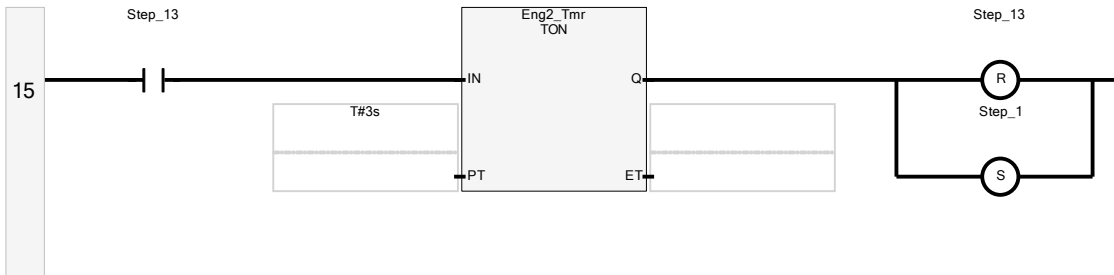 Step_13
Eng2_Tmr
TON
Step_13
15
IN
Q
R
T#3s
Step_1
PT
ET
S